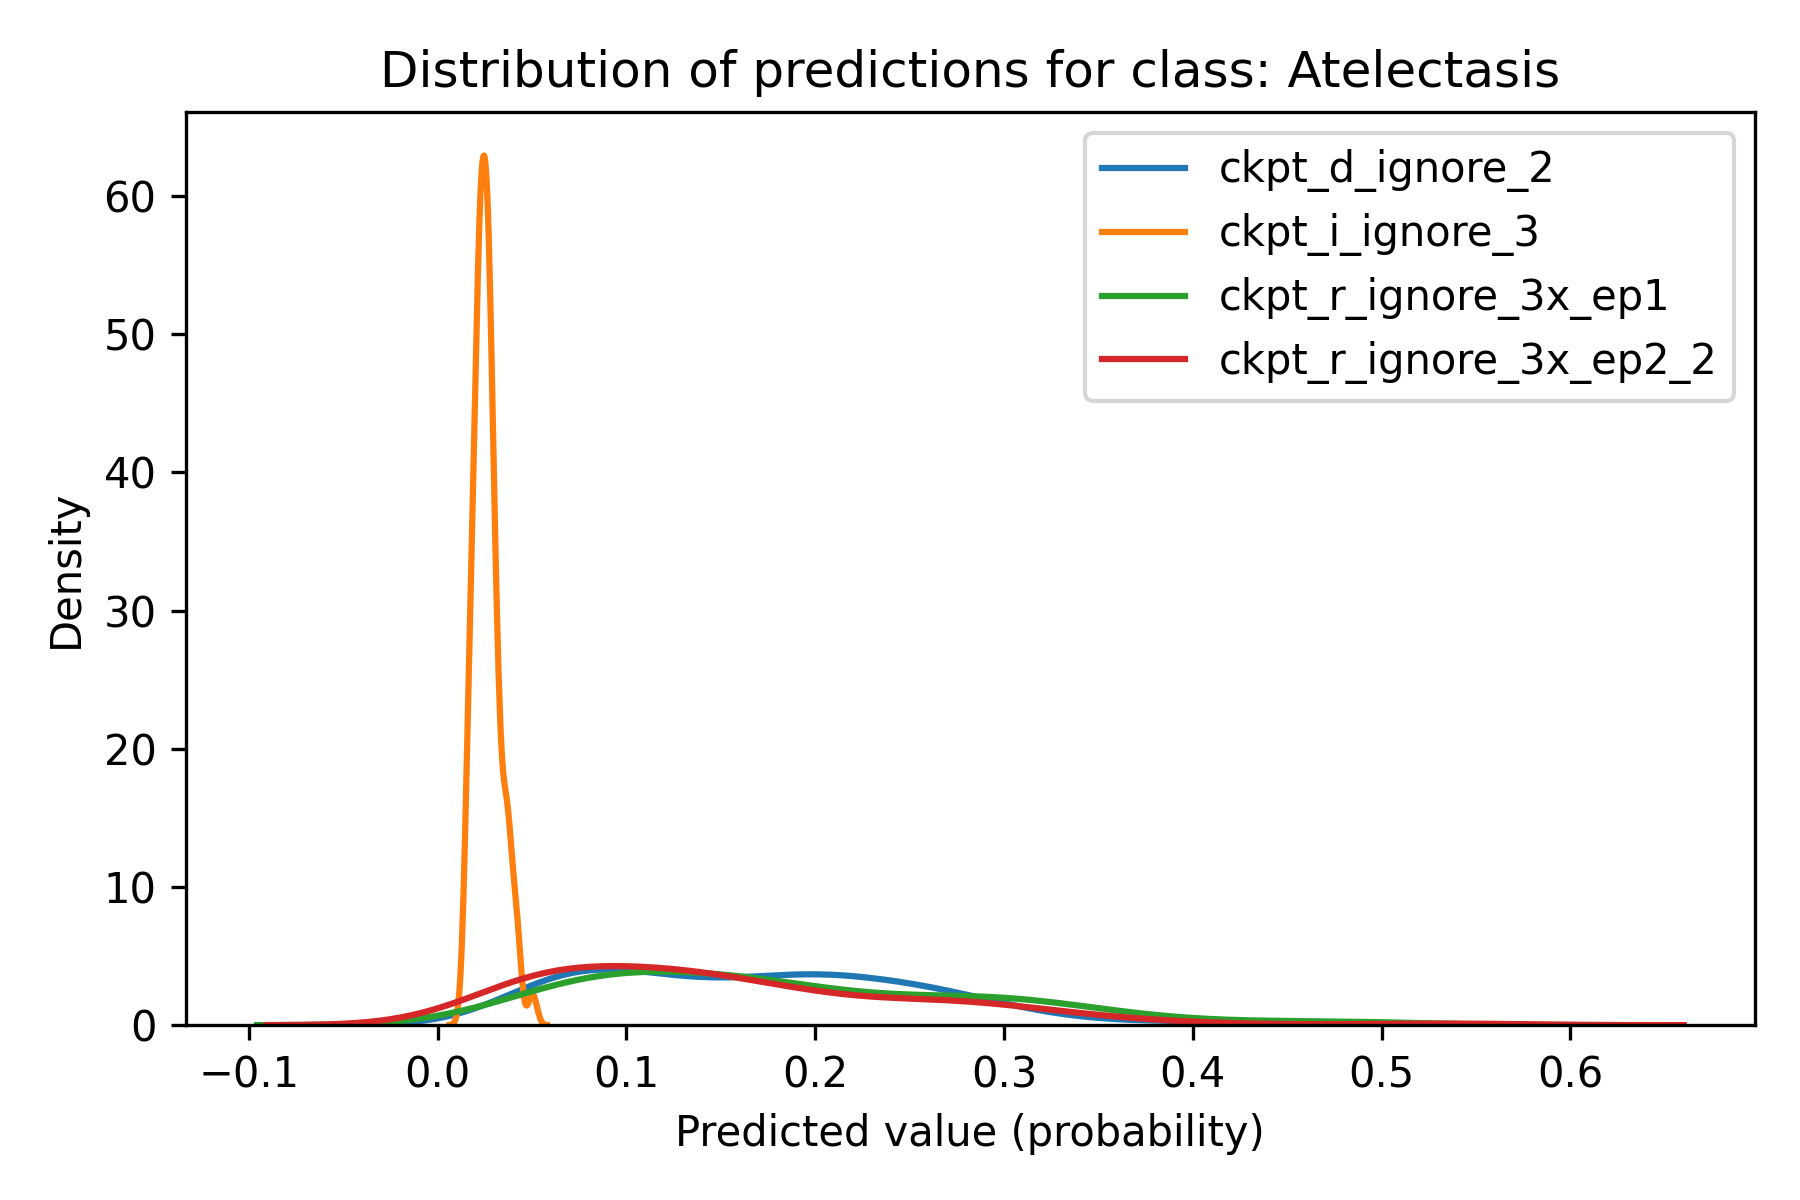 Distribution of predictions for class: Atelectasis
ckpt_d_ignore_2
ckpt_i_ignore_3
ckpt_r_ignore_3x_ep1
ckpt_r_ignore_3x_ep2_2
Density
60
50
40
30
20
10
0
−0.1 0.0 0.1 0.2 0.3 0.4 0.5 0.6
Predicted value (probability)